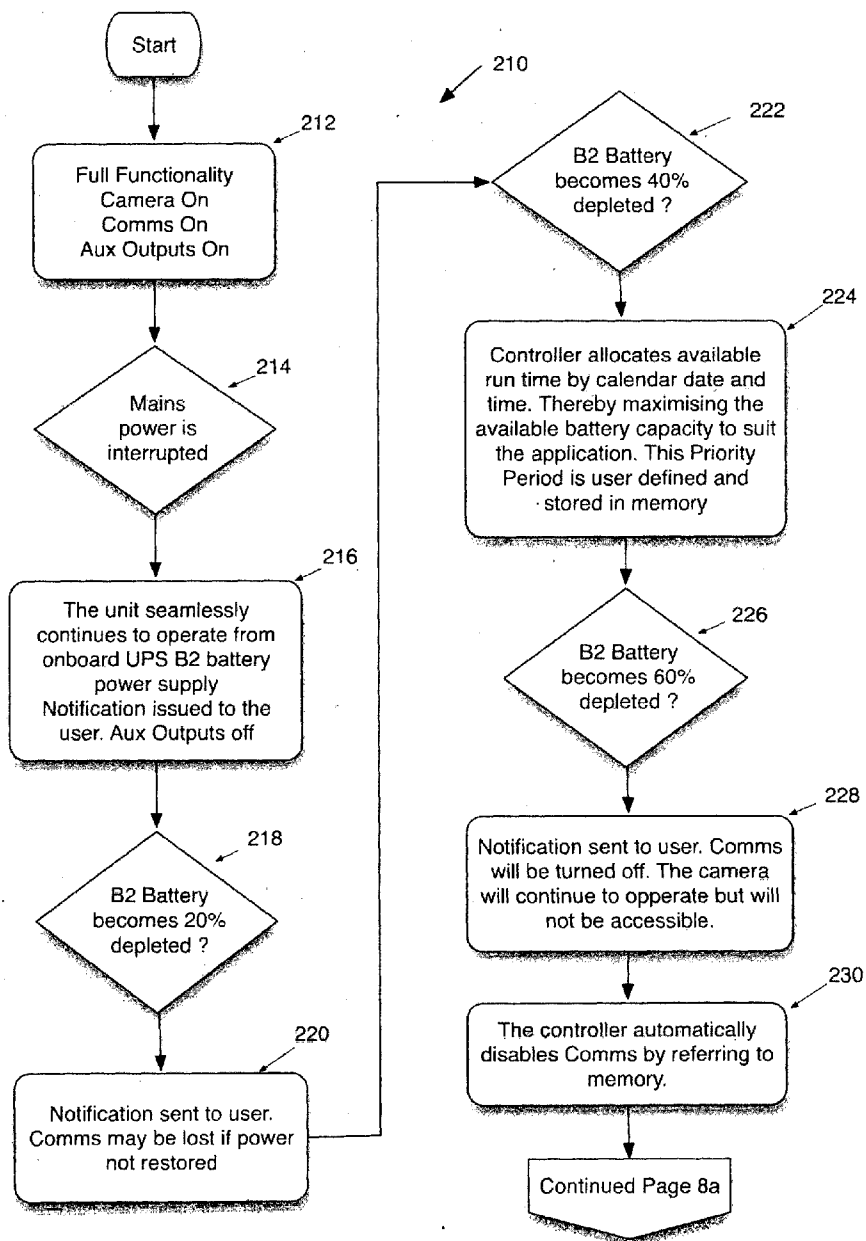 Start
210
212
Full Functionality
Camera On
Comms On
Aux Outputs On
214
Mains
power is
interrupted
216
The unit seamlessly
continues to operate from
onboard UPS B2 battery
power supply
Notification issued to the
user. Aux Outputs off
218
B2 Battery
becomes 20%
depleted ?
220
Notification sent to user.
Comms may be lost if power
not restored
222
B2 Battery
becomes 40%
depleted ?
224
Controller allocates available
run time by calendar date and
time. Thereby maximising the
available battery capacity to suit
the application. This Priority
Period is user defined and
stored in memory
226
B2 Battery
becomes 60%
depleted ?
228
Notification sent to user. Comms
will be turned off. The camera
will continue to opperate but will
not be accessible.
230
The controller automatically
disables Comms by referring to
memory.
Continued Page 8a